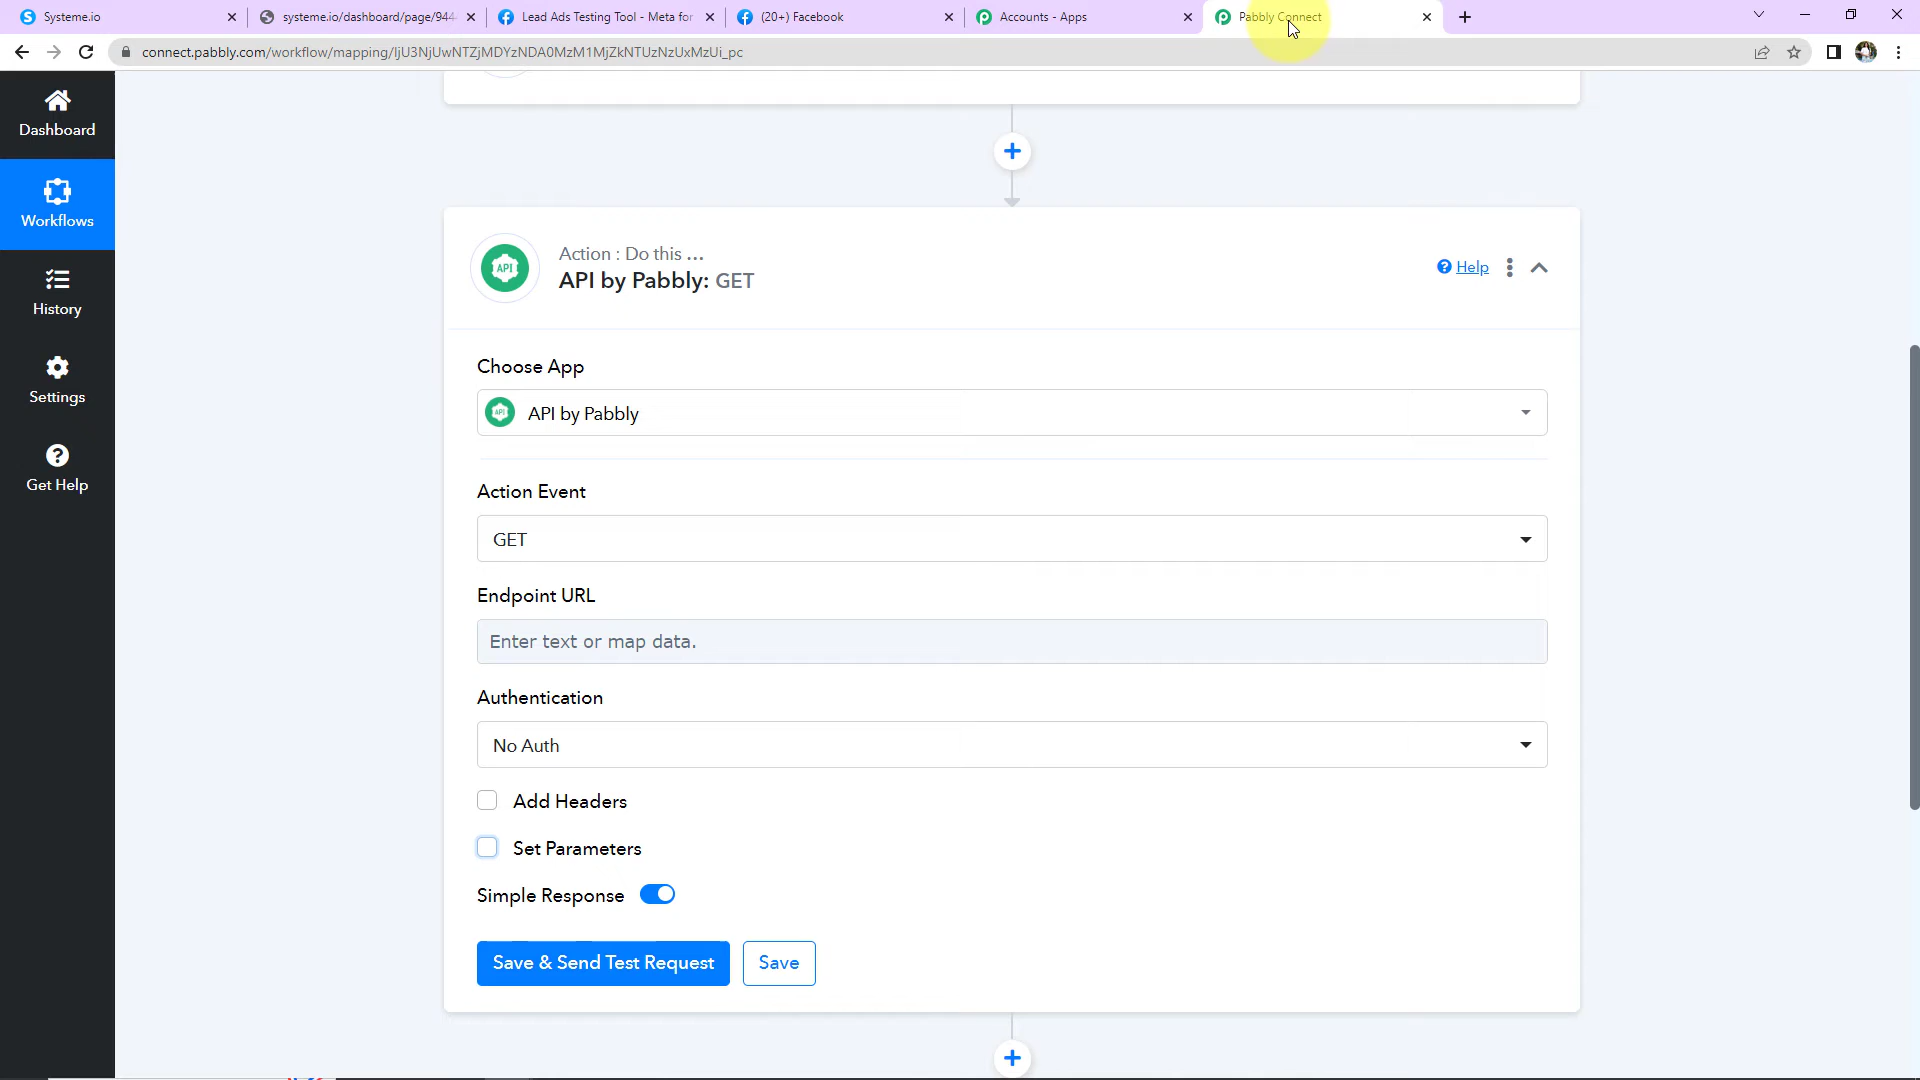 Systeme.io
systeme.io/dashboard/page/944
Lead Ads Testing Tool - Meta for
(20+) Facebook
Accounts - Apps
Pabbly Connect
connect.pabbly.com/workflow/mapping/IjU3NjUwNTZjMDYzNDA0MzM1MjZkNTUzNzUxMzUi_pc
Dashboard
Workflows
History
Settings
Get Help
API
Action : Do this ...
API by Pabbly: GET
Help
Choose App
API
API by Pabbly
Action Event
GET
Endpoint URL
Enter text or map data.
Authentication
No Auth
Add Headers
Set Parameters
Simple Response
Save & Send Test Request
Save